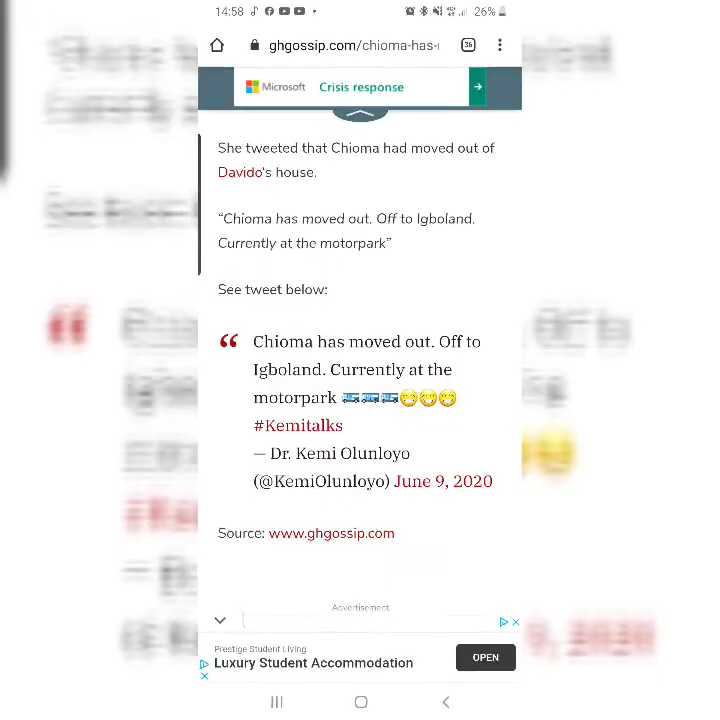 14:58
26%
ghgossip.com/chioma-has-
36
Microsoft Crisis response
She tweeted that Chioma had moved out of
Davido's house.
“Chioma has moved out. Off to Igboland.
Currently at the motorpark”
See tweet below:
“ Chioma has moved out. Off to
Igboland. Currently at the
motorpark 🚌🚌🚌😁😁😁
#Kemitalks
— Dr. Kemi Olunloyo
(@KemiOlunloyo) June 9, 2020
Source: www.ghgossip.com
Advertisement
Prestige Student Living
Luxury Student Accommodation
OPEN